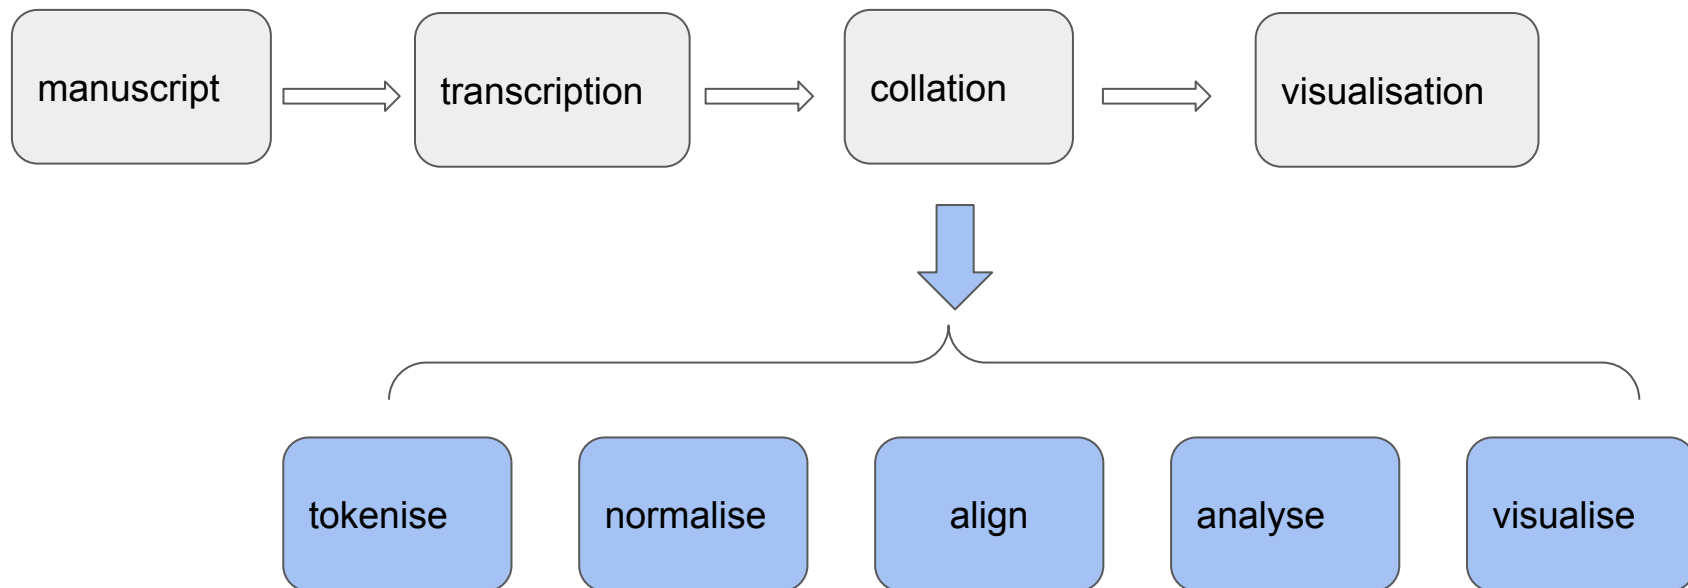 manuscript
transcription
collation
visualisation
tokenise
normalise
align
analyse
visualise